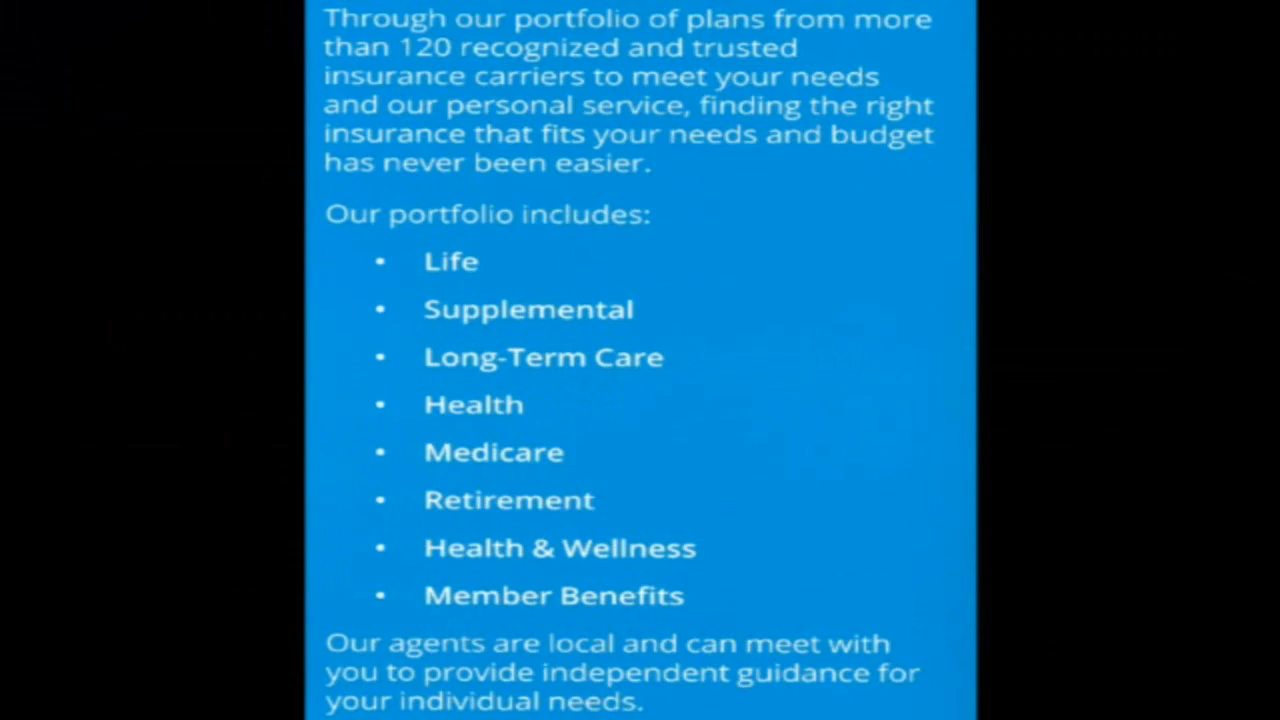 Through our portfolio of plans from more
than 120 recognized and trusted
insurance carriers to meet your needs
and our personal service, finding the right
insurance that fits your needs and budget
has never been easier.
Our portfolio includes:
• Life
• Supplemental
• Long-Term Care
• Health
• Medicare
• Retirement
• Health & Wellness
• Member Benefits
Our agents are local and can meet with
you to provide independent guidance for
your individual needs.